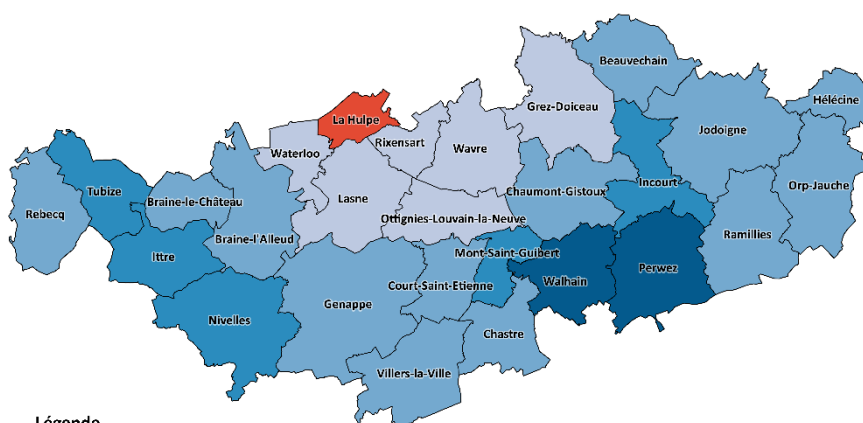 Beauvechain
Hélécine
Grez-Doiceau
La Hulpe
Jodoigne
Rixensart
Wavre
Waterloo
Incourt
Orp-Jauche
Tubize
Chaumont-Gistoux
Braine-le-Château
Lasne
Rebecq
Ottignies-Louvain-la-Neuve
Ramillies
Braine-l'Alleud
Mont-Saint-Guibert
Ittre
Perwez
Walhain
Court-Saint-Etienne
Genappe
Nivelles
Chastre
Villers-la-Ville
Légende